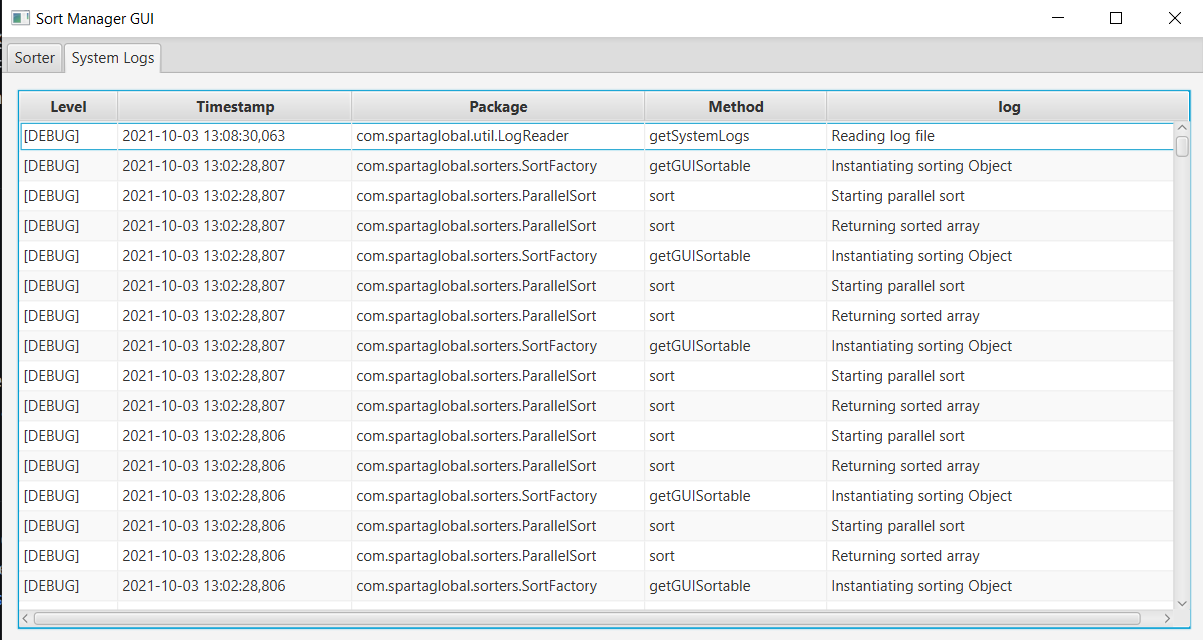 Sort Manager GUI
Sorter System Logs
Level Timestamp Package Method log
[DEBUG] 2021-10-03 13:08:30,063 com.spartaglobal.util.LogReader getSystemLogs Reading log file
[DEBUG] 2021-10-03 13:02:28,807 com.spartaglobal.sorters.SortFactory getGUISortable Instantiating sorting Object
[DEBUG] 2021-10-03 13:02:28,807 com.spartaglobal.sorters.ParallelSort sort Starting parallel sort
[DEBUG] 2021-10-03 13:02:28,807 com.spartaglobal.sorters.ParallelSort sort Returning sorted array
[DEBUG] 2021-10-03 13:02:28,807 com.spartaglobal.sorters.SortFactory getGUISortable Instantiating sorting Object
[DEBUG] 2021-10-03 13:02:28,807 com.spartaglobal.sorters.ParallelSort sort Starting parallel sort
[DEBUG] 2021-10-03 13:02:28,807 com.spartaglobal.sorters.ParallelSort sort Returning sorted array
[DEBUG] 2021-10-03 13:02:28,807 com.spartaglobal.sorters.SortFactory getGUISortable Instantiating sorting Object
[DEBUG] 2021-10-03 13:02:28,807 com.spartaglobal.sorters.ParallelSort sort Starting parallel sort
[DEBUG] 2021-10-03 13:02:28,807 com.spartaglobal.sorters.ParallelSort sort Returning sorted array
[DEBUG] 2021-10-03 13:02:28,806 com.spartaglobal.sorters.ParallelSort sort Starting parallel sort
[DEBUG] 2021-10-03 13:02:28,806 com.spartaglobal.sorters.ParallelSort sort Returning sorted array
[DEBUG] 2021-10-03 13:02:28,806 com.spartaglobal.sorters.SortFactory getGUISortable Instantiating sorting Object
[DEBUG] 2021-10-03 13:02:28,806 com.spartaglobal.sorters.ParallelSort sort Starting parallel sort
[DEBUG] 2021-10-03 13:02:28,806 com.spartaglobal.sorters.ParallelSort sort Returning sorted array
[DEBUG] 2021-10-03 13:02:28,806 com.spartaglobal.sorters.SortFactory getGUISortable Instantiating sorting Object